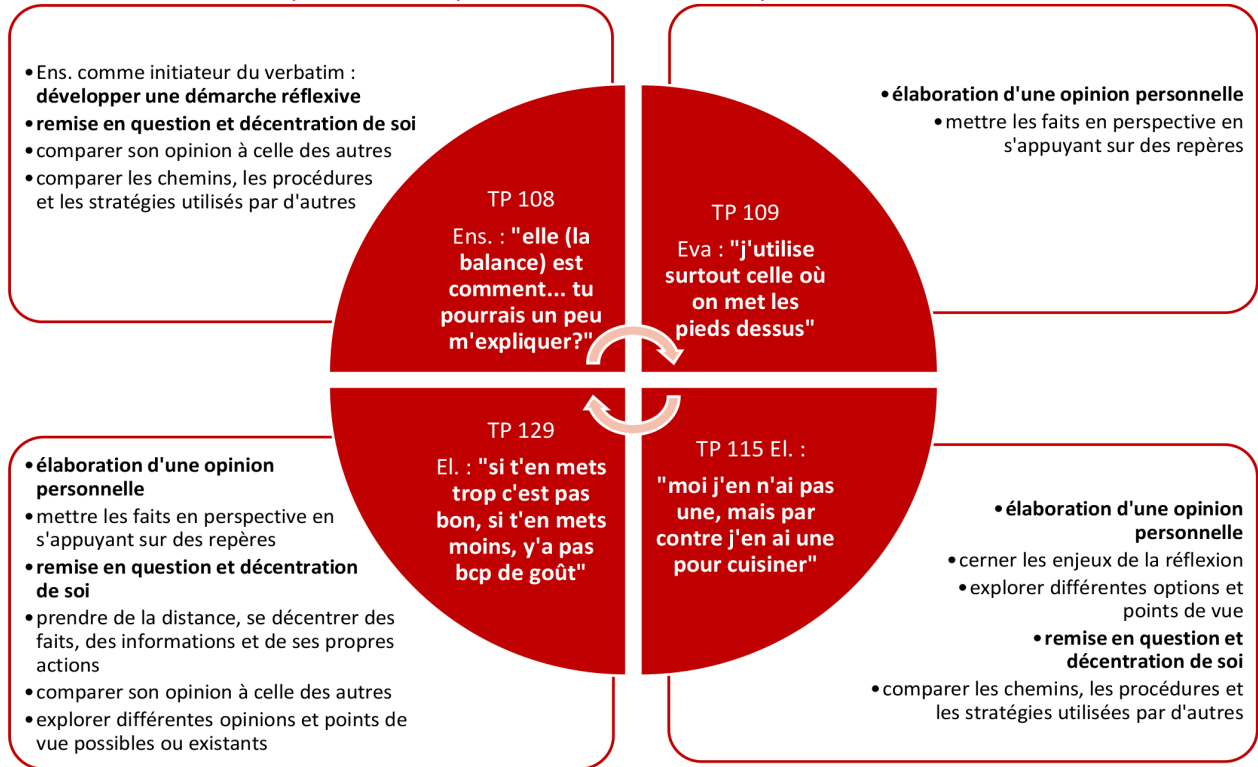 •Ens. comme initiateur du verbatim :
développer une démarche réflexive
•remise en question et décentration de soi
•comparer son opinion à celle des autres
•comparer les chemins, les procédures
et les stratégies utilisés par d'autres
TP 108
Ens. : "elle (la
balance) est
comment... tu
pourrais un peu
m'expliquer?"
•élaboration d'une opinion personnelle
•mettre les faits en perspective en
s'appuyant sur des repères
TP 109
Eva : "j'utilise
surtout celle où
on met les
pieds dessus"
•élaboration d'une opinion
personnelle
•mettre les faits en perspective en
s'appuyant sur des repères
•remise en question et décentration
de soi
•prendre de la distance, se décentrer des
faits, des informations et de ses propres
actions
•comparer son opinion à celle des autres
•explorer différentes opinions et points de
vue possibles ou existants
TP 129
El. : "si t'en mets
trop c'est pas
bon, si t'en mets
moins, y'a pas
bcp de goût"
TP 115 El. :
"moi j'en n'ai pas
une, mais par
contre j'en ai une
pour cuisiner"
•élaboration d'une opinion
personnelle
•cerner les enjeux de la réflexion
•explorer différentes options et
points de vue
•remise en question et
décentration de soi
•comparer les chemins, les procédures et
les stratégies utilisées par d'autres